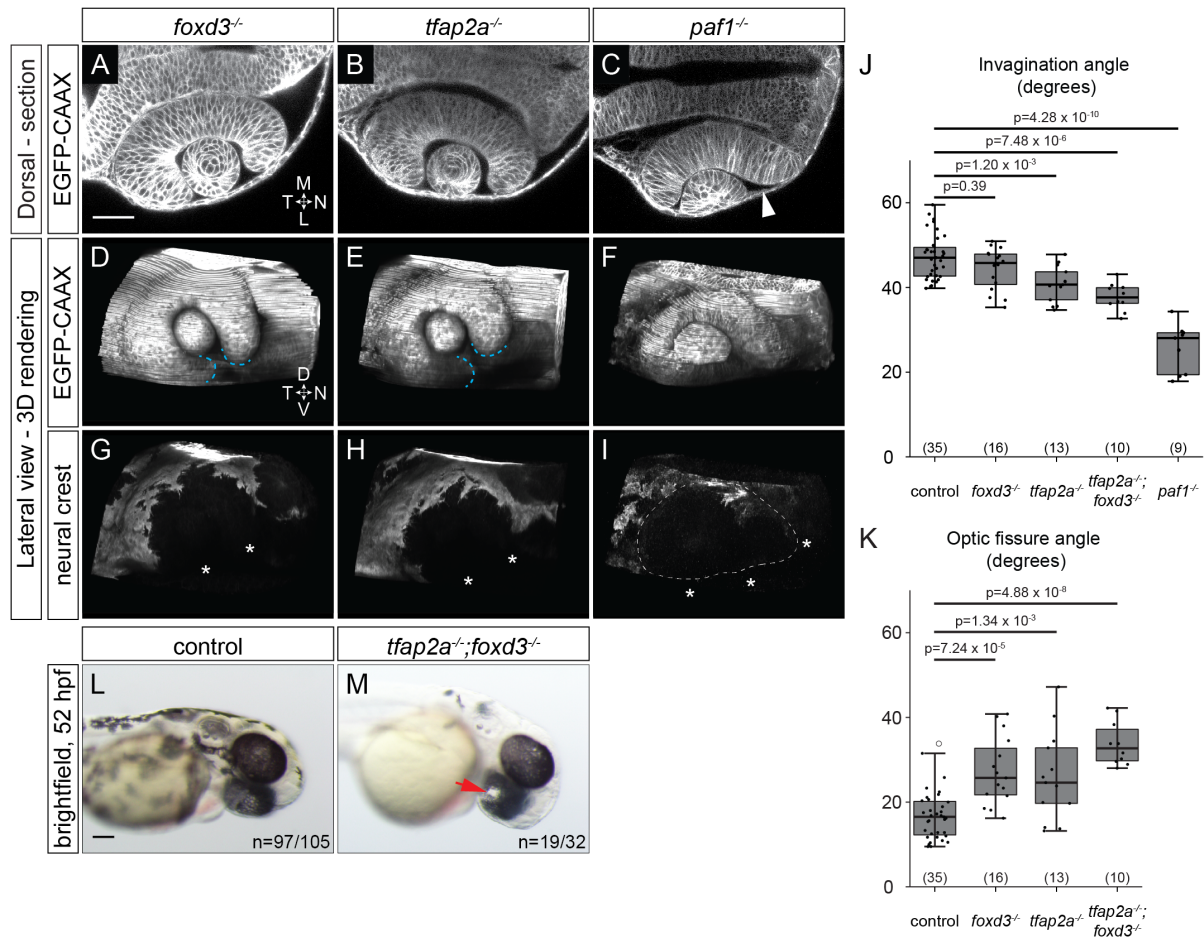 foxd3-/-
tfap2a-/-
paf1-/-
Dorsal - section
EGFP-CAAX
A
M
T N
L
B
C
Lateral view - 3D rendering
EGFP-CAAX
D
D
T N
V
E
F
neural crest
G
*
*
H
*
*
I
*
*
*
control
tfap2a-/-;foxd3-/-
brightfield, 52 hpf
L
n=97/105
M
n=19/32
J
Invagination angle
(degrees)
p=4.28 x 10-10
p=7.48 x 10-6
p=1.20 x 10-3
p=0.39
60
40
20
0
(35) (16) (13) (10) (9)
control foxd3-/- tfap2a-/- tfap2a-/-; paf1-/-
foxd3-/-
K
Optic fissure angle
(degrees)
p=4.88 x 10-8
p=1.34 x 10-3
p=7.24 x 10-5
60
40
20
0
(35) (16) (13) (10)
control foxd3-/- tfap2a-/- tfap2a-/-;
foxd3-/-